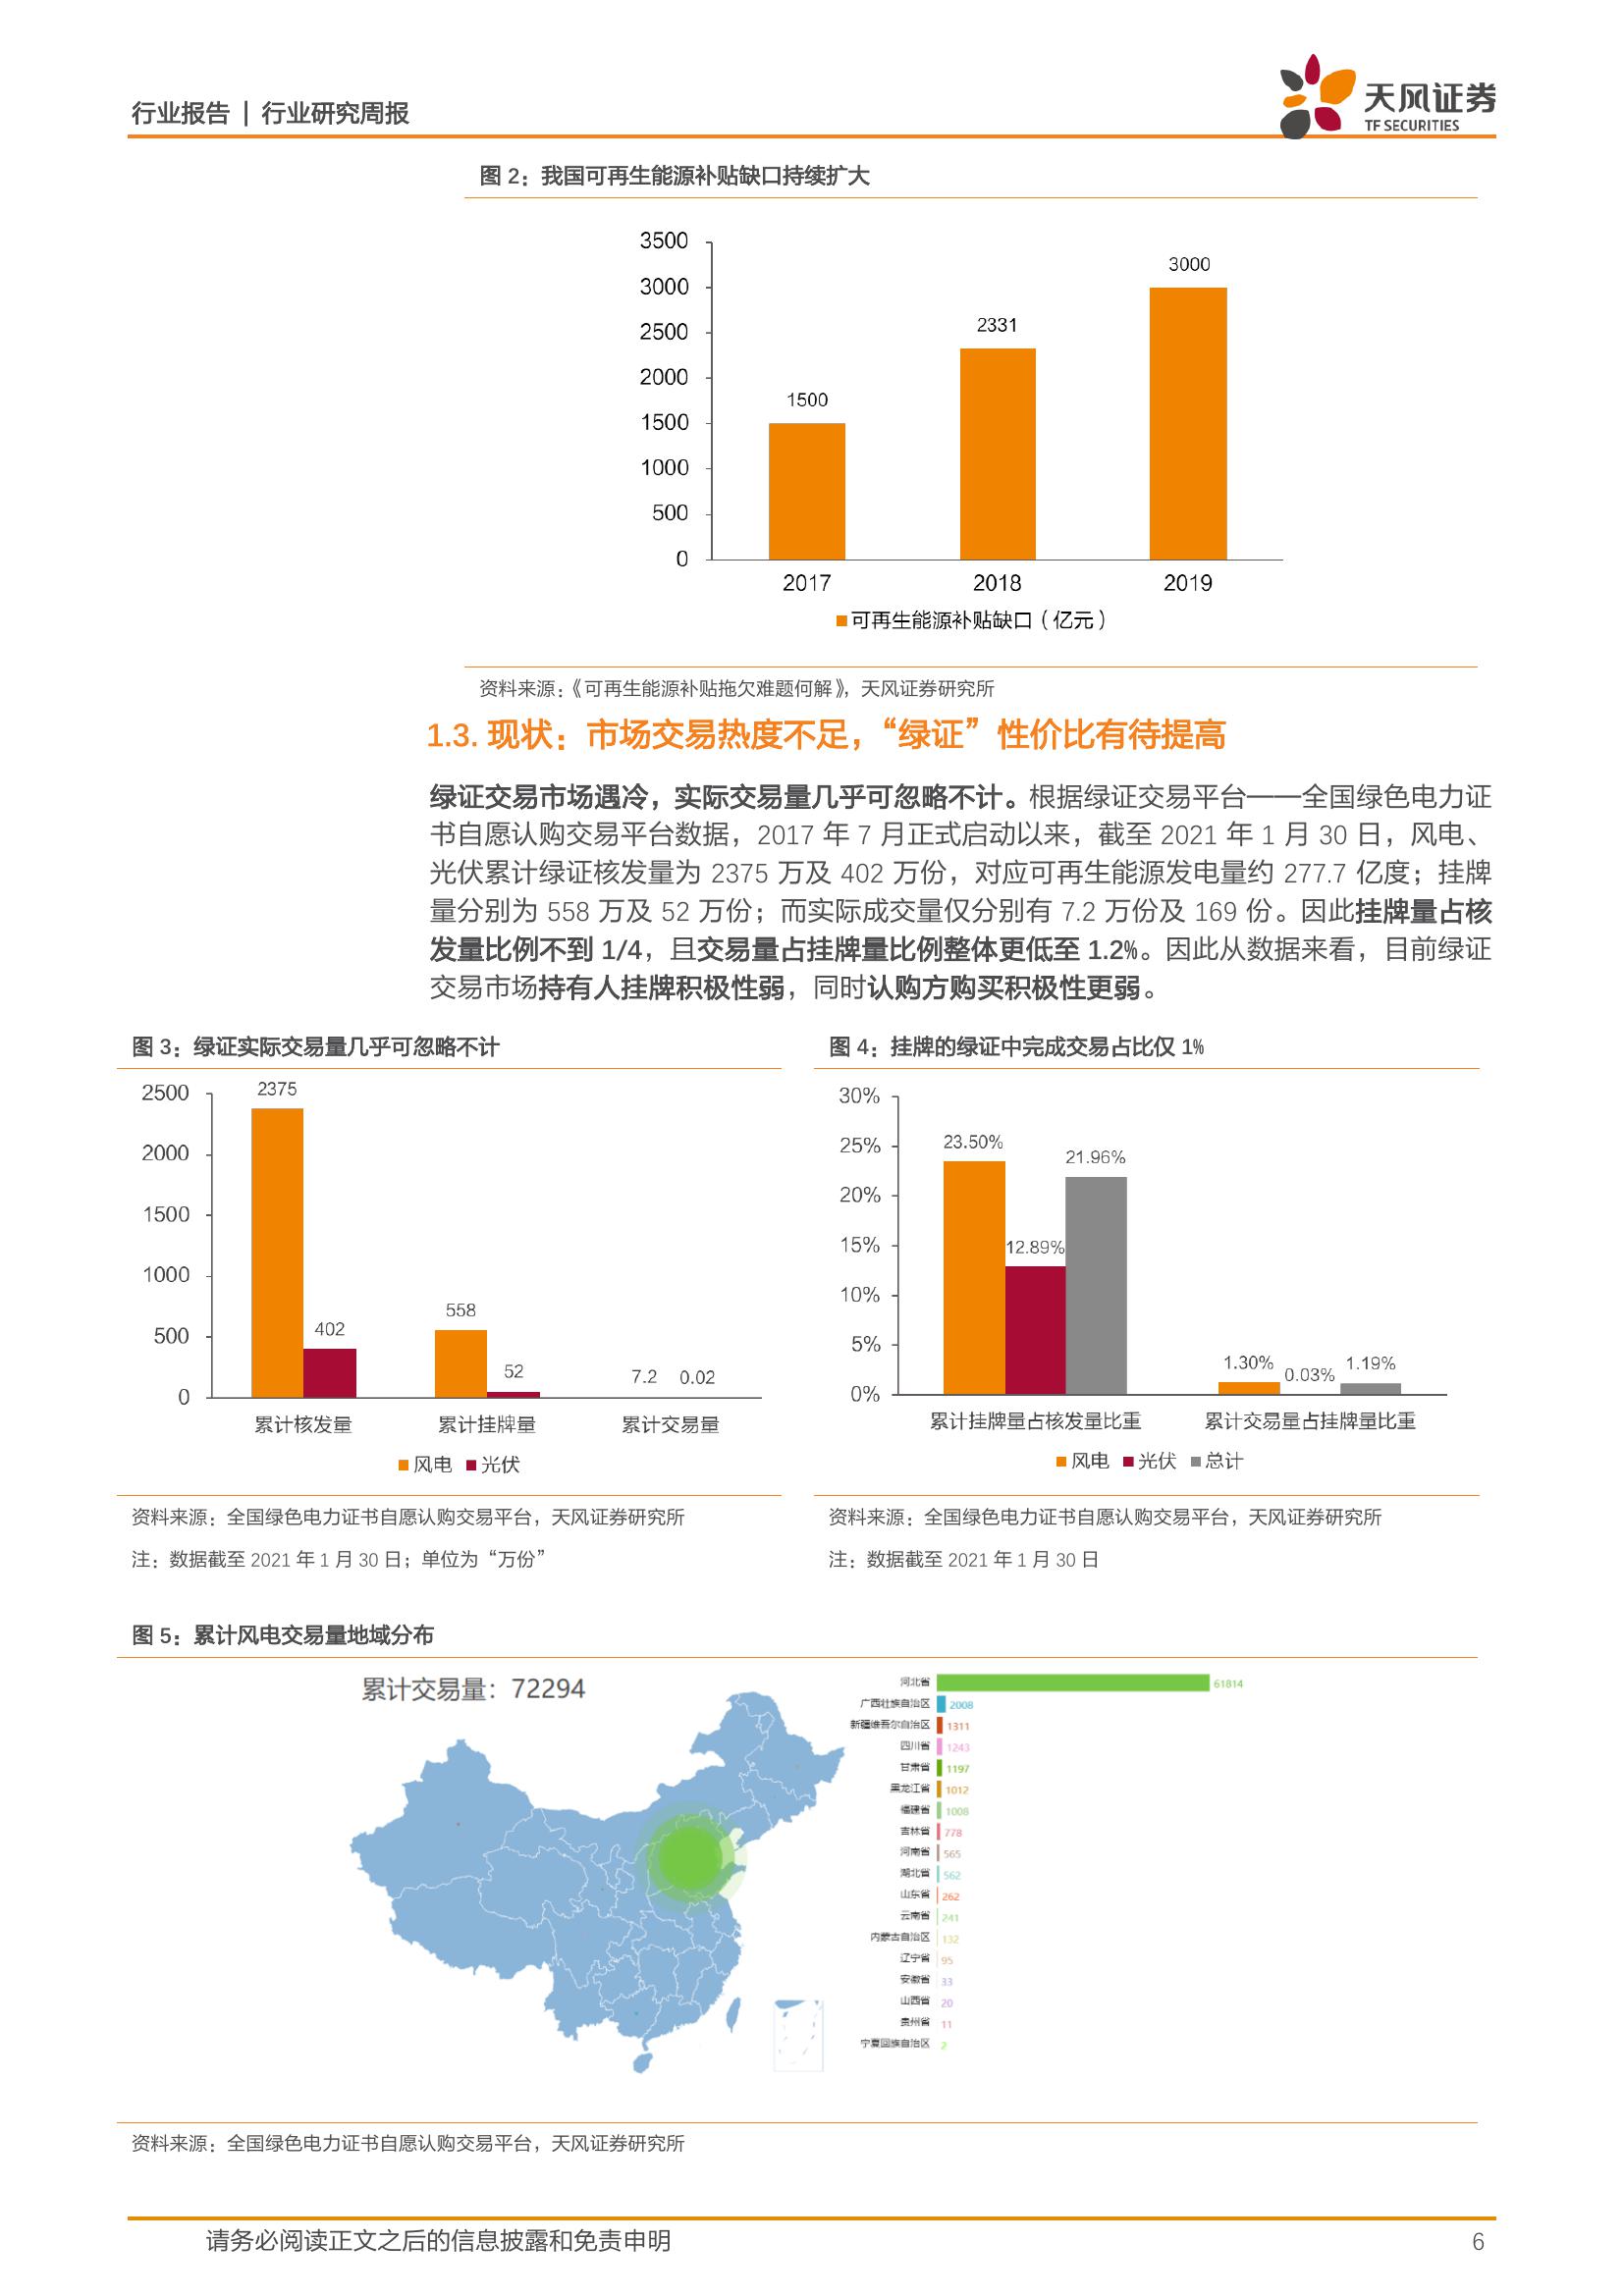 行业报告 | 行业研究周报
天风证券
TF SECURITIES
图 2：我国可再生能源补贴缺口持续扩大
3500
3000
2500
2000
1500
1000
500
0
1500
2331
3000
2017
2018
2019
可再生能源补贴缺口（亿元）
资料来源：《可再生能源补贴拖欠难题何解》，天风证券研究所
1.3. 现状：市场交易热度不足，“绿证”性价比有待提高
绿证交易市场遇冷，实际交易量几乎可忽略不计。根据绿证交易平台——全国绿色电力证
书自愿认购交易平台数据，2017 年 7 月正式启动以来，截至 2021 年 1 月 30 日，风电、
光伏累计绿证核发量为 2375 万及 402 万份，对应可再生能源发电量约 277.7 亿度；挂牌
量分别为 558 万及 52 万份；而实际成交量仅分别有 7.2 万份及 169 份。因此挂牌量占核
发量比例不到 1/4，且交易量占挂牌量比例整体更低至 1.2%。因此从数据来看，目前绿证
交易市场持有人挂牌积极性弱，同时认购方购买积极性更弱。
图 3：绿证实际交易量几乎可忽略不计
2500
2000
1500
1000
500
0
2375
402
558
52
7.2
0.02
累计核发量
累计挂牌量
累计交易量
风电 光伏
资料来源：全国绿色电力证书自愿认购交易平台，天风证券研究所
注：数据截至 2021 年 1 月 30 日；单位为“万份”
图 4：挂牌的绿证中完成交易占比仅 1%
30%
25%
20%
15%
10%
5%
0%
23.50%
12.89%
21.96%
1.30%
0.03%
1.19%
累计挂牌量占核发量比重
累计交易量占挂牌量比重
风电 光伏 总计
资料来源：全国绿色电力证书自愿认购交易平台，天风证券研究所
注：数据截至 2021 年 1 月 30 日
图 5：累计风电交易量地域分布
累计交易量：72294
河北省 61814
广西壮族自治区 2008
新疆维吾尔自治区 1311
四川省 1243
甘肃省 1197
黑龙江省 1012
福建省 1008
吉林省 778
河南省 565
湖北省 562
山东省 262
云南省 241
内蒙古自治区 132
辽宁省 95
安徽省 33
山西省 20
贵州省 11
宁夏回族自治区 2
资料来源：全国绿色电力证书自愿认购交易平台，天风证券研究所
请务必阅读正文之后的信息披露和免责申明
6